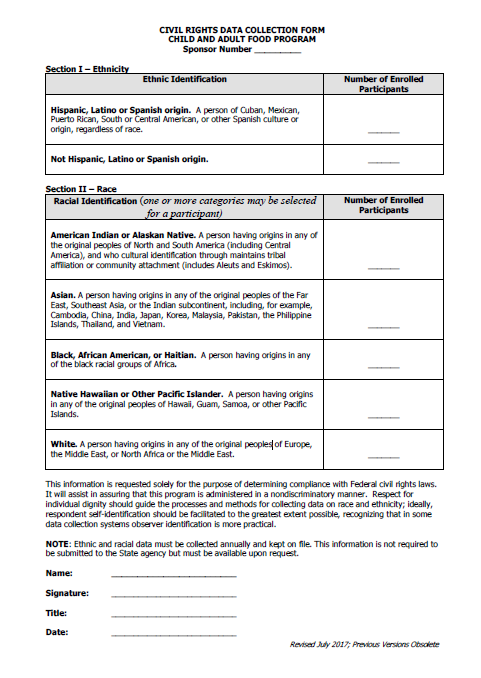 CIVIL RIGHTS DATA COLLECTION FORM
CHILD AND ADULT FOOD PROGRAM
Sponsor Number __________
Section I – Ethnicity
Ethnic Identification
Number of Enrolled
Participants
Hispanic, Latino or Spanish origin. A person of Cuban, Mexican,
Puerto Rican, South or Central American, or other Spanish culture or
origin, regardless of race.
_______
Not Hispanic, Latino or Spanish origin.
_______
Section II – Race
Racial Identification (one or more categories may be selected
for a participant)
Number of Enrolled
Participants
American Indian or Alaskan Native. A person having origins in any of
the original peoples of North and South America (including Central
America), and who cultural identification through maintains tribal
affiliation or community attachment (includes Aleuts and Eskimos).
_______
Asian. A person having origins in any of the original peoples of the Far
East, Southeast Asia, or the Indian subcontinent, including, for example,
Cambodia, China, India, Japan, Korea, Malaysia, Pakistan, the Philippine
Islands, Thailand, and Vietnam.
_______
Black, African American, or Haitian. A person having origins in any
of the black racial groups of Africa.
_______
Native Hawaiian or Other Pacific Islander. A person having origins
in any of the original peoples of Hawaii, Guam, Samoa, or other Pacific
Islands.
_______
White. A person having origins in any of the original peoples of Europe,
the Middle East, or North Africa or the Middle East.
_______
This information is requested solely for the purpose of determining compliance with Federal civil rights laws.
It will assist in assuring that this program is administered in a nondiscriminatory manner. Respect for
individual dignity should guide the processes and methods for collecting data on race and ethnicity; ideally,
respondent self-identification should be facilitated to the greatest extent possible, recognizing that in some
data collection systems observer identification is more practical.
NOTE: Ethnic and racial data must be collected annually and kept on file. This information is not required to
be submitted to the State agency but must be available upon request.
Name: ____________________________
Signature: ____________________________
Title: ____________________________
Date: ____________________________
Revised July 2017; Previous Versions Obsolete